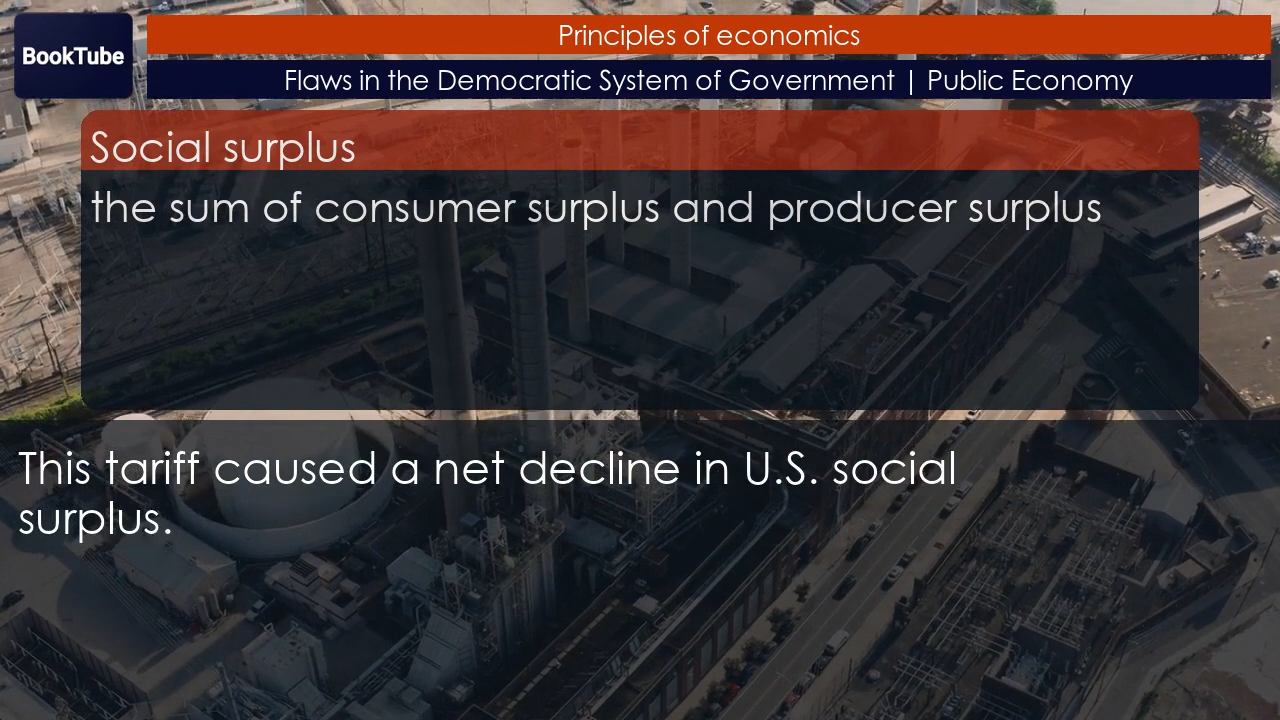 BookTube
Principles of economics
Flaws in the Democratic System of Government | Public Economy
Social surplus
the sum of consumer surplus and producer surplus
This tariff caused a net decline in U.S. social
surplus.